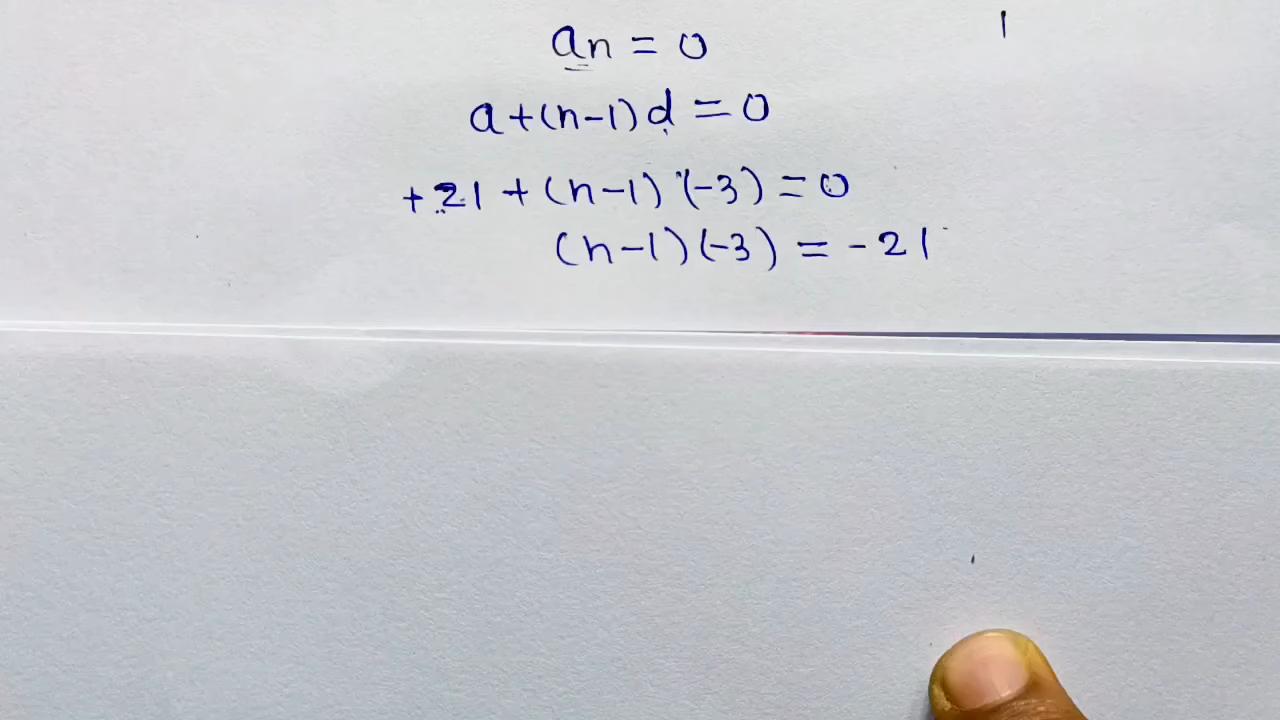 an = 0
a+(n-1)d = 0
+21 + (n-1) (-3) = 0
(n-1)(-3) = -21